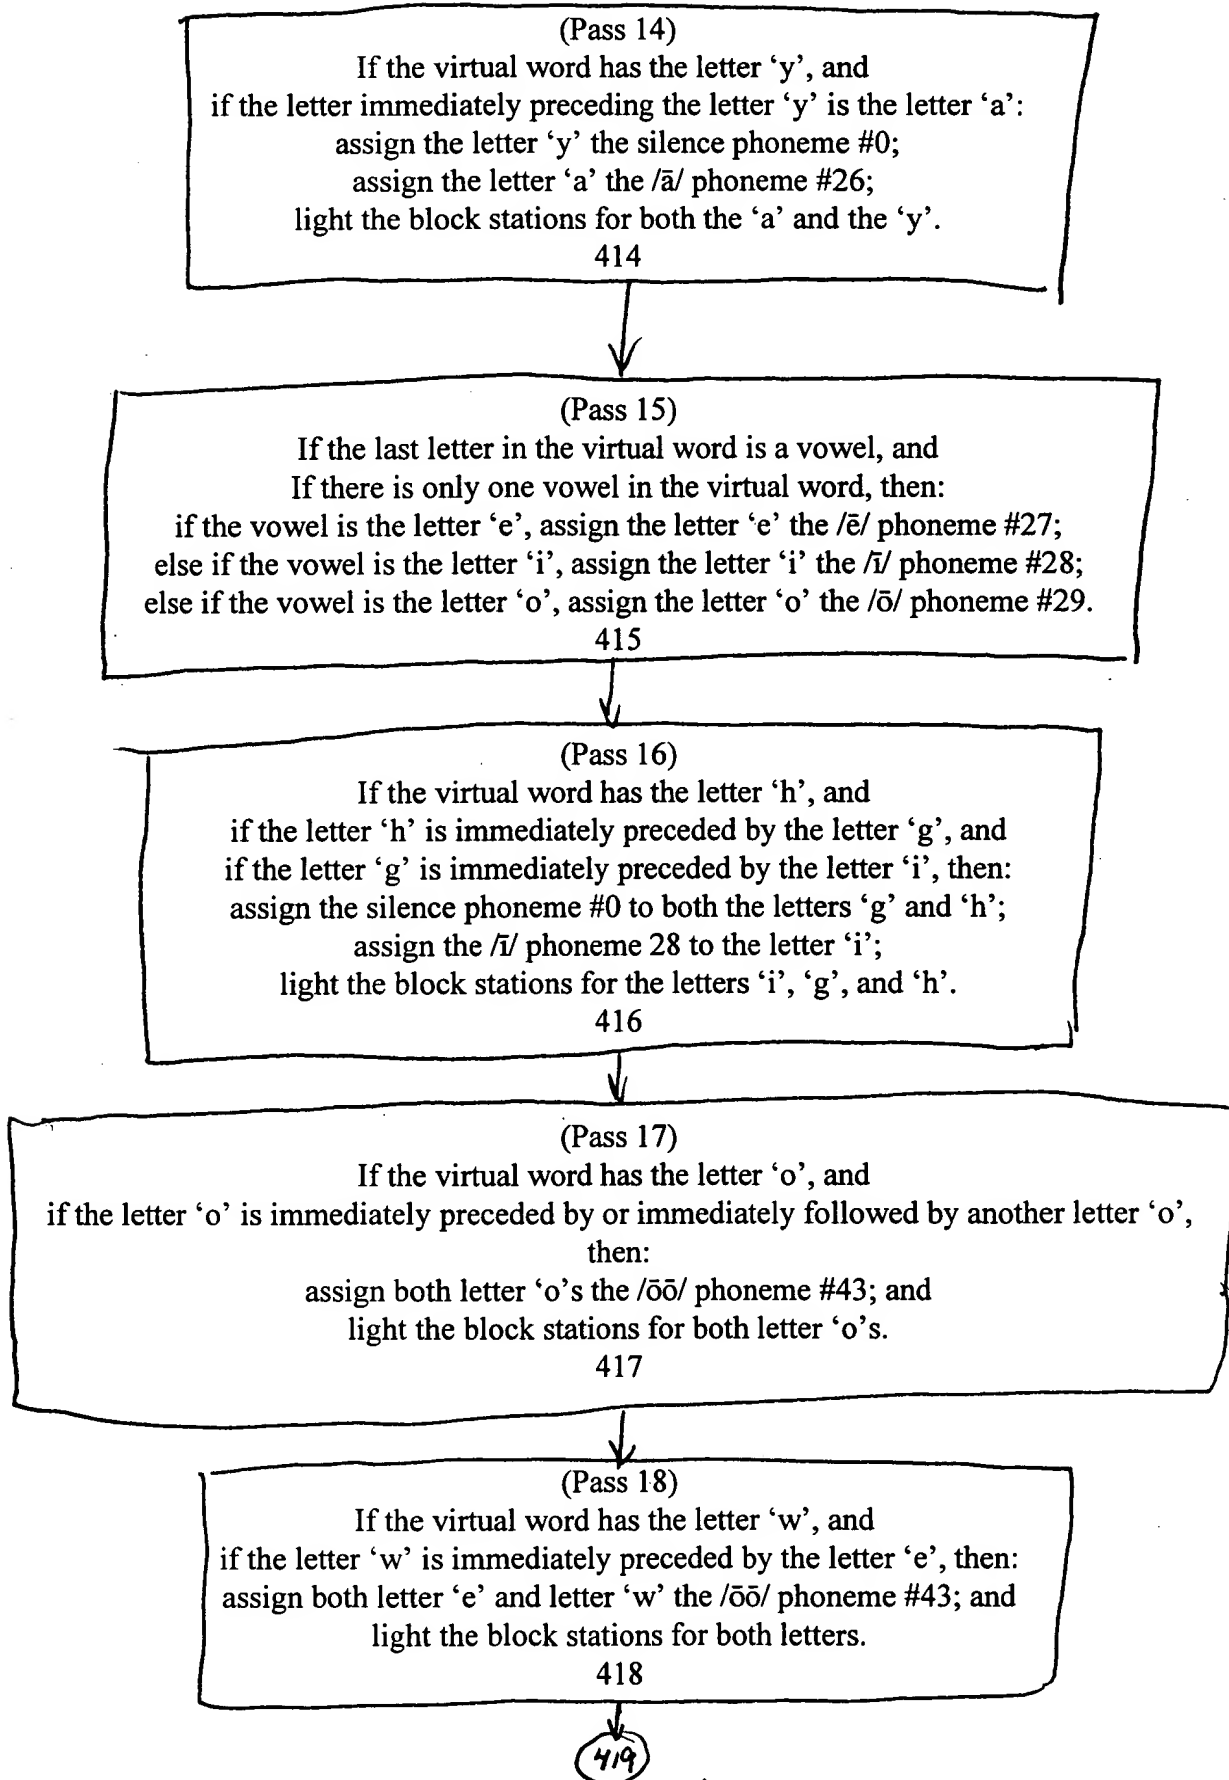 (Pass 14)
If the virtual word has the letter ‘y’, and
if the letter immediately preceding the letter ‘y’ is the letter ‘a’:
assign the letter ‘y’ the silence phoneme #0;
assign the letter ‘a’ the /ā/ phoneme #26;
light the block stations for both the ‘a’ and the ‘y’.
414
(Pass 15)
If the last letter in the virtual word is a vowel, and
If there is only one vowel in the virtual word, then:
if the vowel is the letter ‘e’, assign the letter ‘e’ the /ē/ phoneme #27;
else if the vowel is the letter ‘i’, assign the letter ‘i’ the /ī/ phoneme #28;
else if the vowel is the letter ‘o’, assign the letter ‘o’ the /ō/ phoneme #29.
415
(Pass 16)
If the virtual word has the letter ‘h’, and
if the letter ‘h’ is immediately preceded by the letter ‘g’, and
if the letter ‘g’ is immediately preceded by the letter ‘i’, then:
assign the silence phoneme #0 to both the letters ‘g’ and ‘h’;
assign the /ī/ phoneme 28 to the letter ‘i’;
light the block stations for the letters ‘i’, ‘g’, and ‘h’.
416
(Pass 17)
If the virtual word has the letter ‘o’, and
if the letter ‘o’ is immediately preceded by or immediately followed by another letter ‘o’,
then:
assign both letter ‘o’s the /ōō/ phoneme #43; and
light the block stations for both letter ‘o’s.
417
(Pass 18)
If the virtual word has the letter ‘w’, and
if the letter ‘w’ is immediately preceded by the letter ‘e’, then:
assign both letter ‘e’ and letter ‘w’ the /ōō/ phoneme #43; and
light the block stations for both letters.
418
419